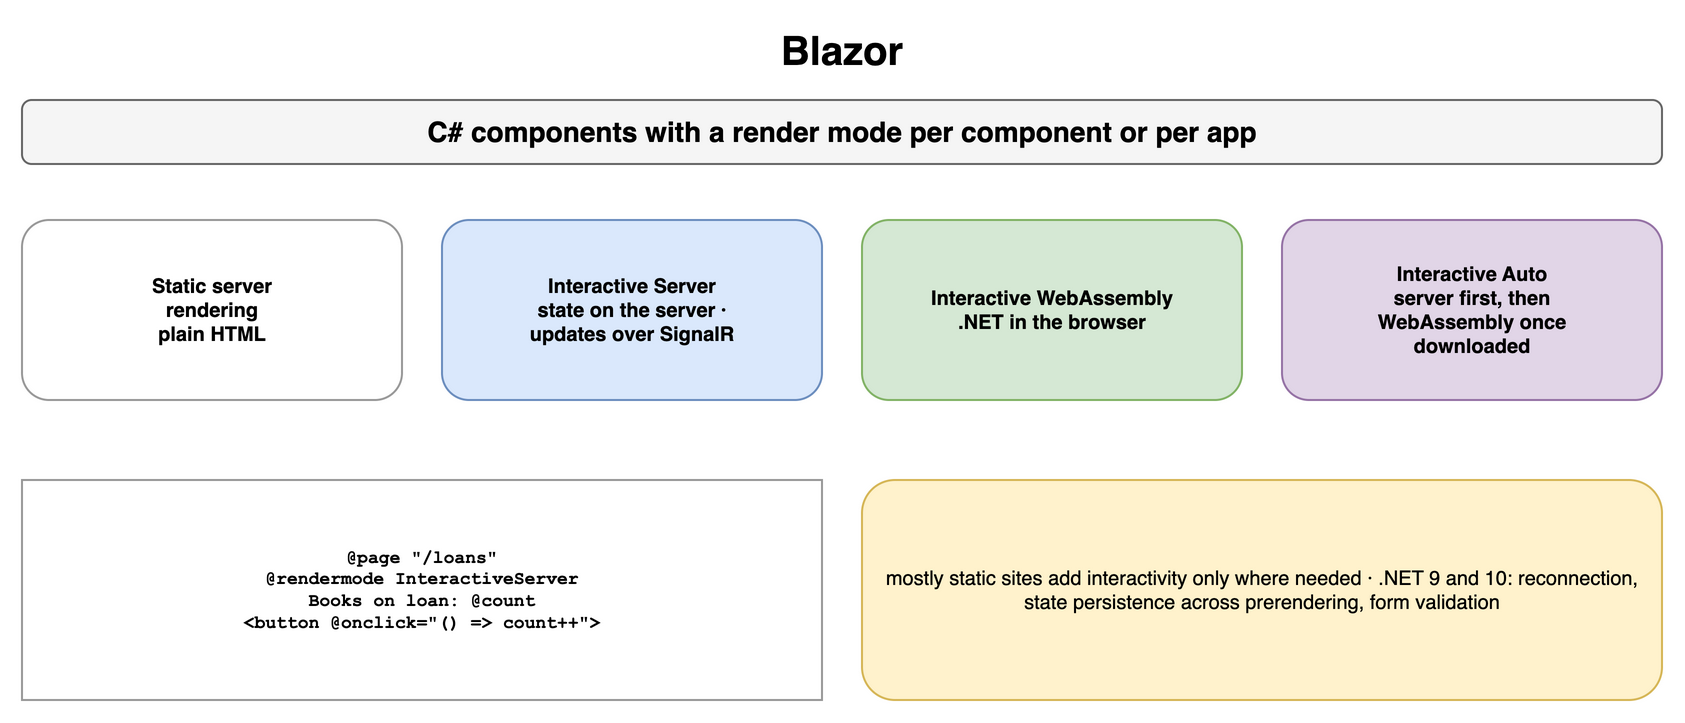 Blazor
C# components with a render mode per component or per app
Static server
rendering
plain HTML
Interactive Server
state on the server ·
updates over SignalR
Interactive WebAssembly
.NET in the browser
Interactive Auto
server first, then
WebAssembly once
downloaded
@page "/loans"
@rendermode InteractiveServer
Books on loan: @count
<button @onclick="() => count++">
mostly static sites add interactivity only where needed · .NET 9 and 10: reconnection,
state persistence across prerendering, form validation